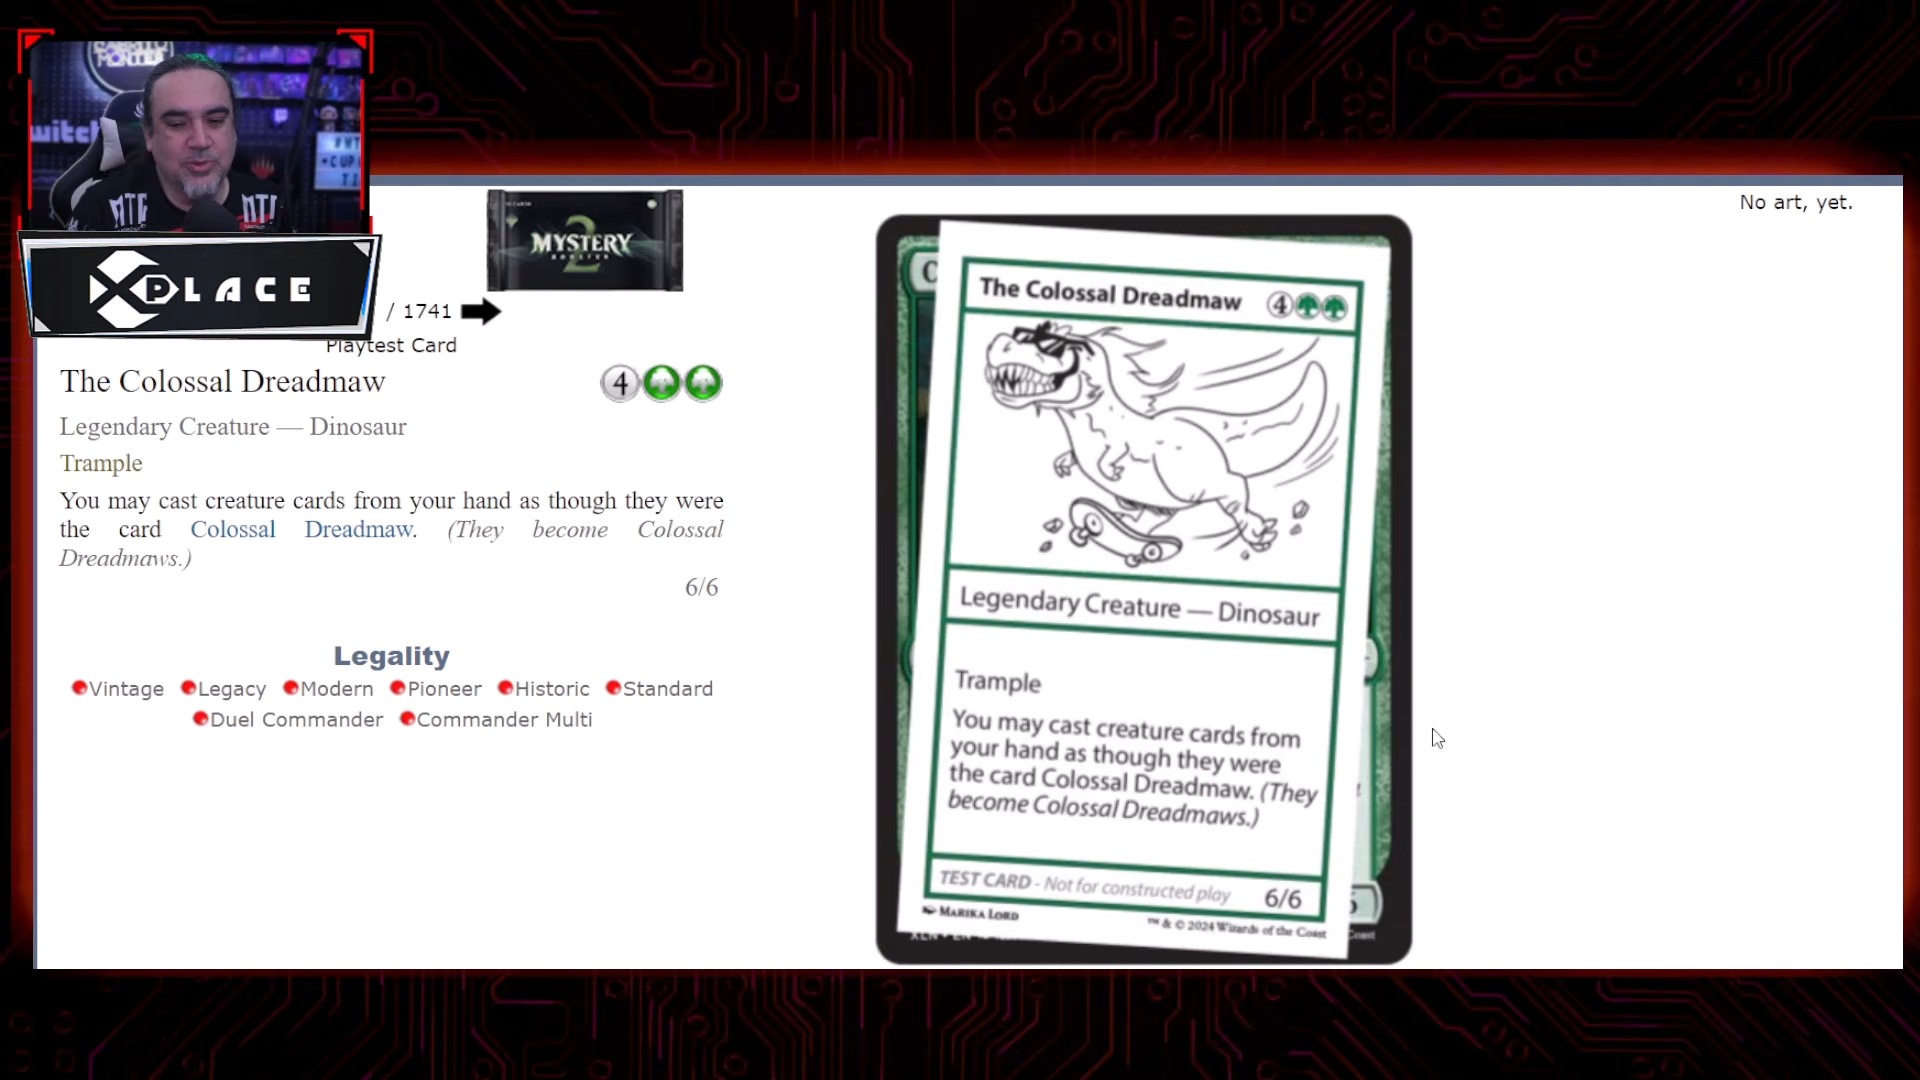 MYSTERY
2
BOOSTER
XPLACE
/ 1741
Playtest Card
The Colossal Dreadmaw 4
Legendary Creature — Dinosaur
Trample
You may cast creature cards from your hand as though they were
the card Colossal Dreadmaw. (They become Colossal
Dreadmaws.)
6/6
Legality
Vintage Legacy Modern Pioneer Historic Standard
Duel Commander Commander Multi
The Colossal Dreadmaw 4
Legendary Creature — Dinosaur
Trample
You may cast creature cards from
your hand as though they were
the card Colossal Dreadmaw. (They
become Colossal Dreadmaws.)
TEST CARD - Not for constructed play 6/6
MARIKA LORD
™ & © 2024 Wizards of the Coast
No art, yet.